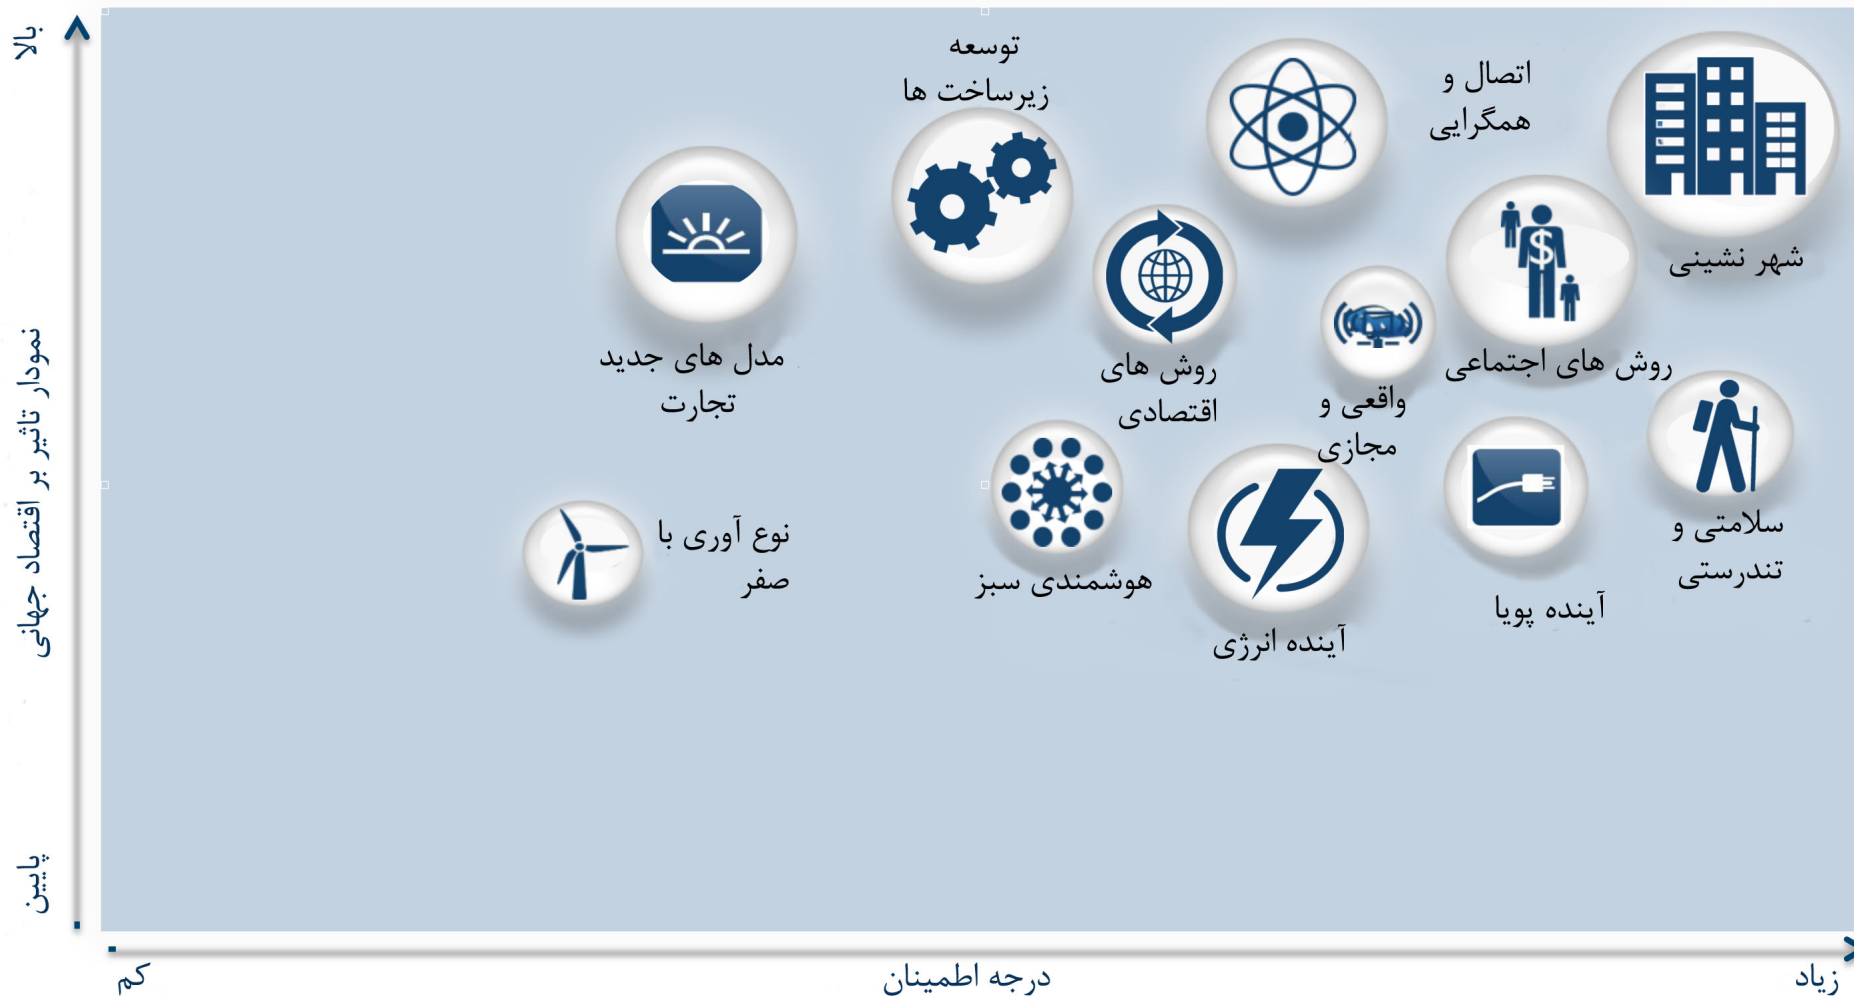 بالا
نمودار تاثیر بر اقتصاد جهانی
پایین
توسعه
زیرساخت ها
اتصال و
همگرایی
شهر نشینی
مدل های جدید
تجارت
روش های
اقتصادی
واقعی و
مجازی
روش های اجتماعی
نوع آوری با
صفر
هوشمندی سبز
آینده انرژی
آینده پویا
سلامتی و
تندرستی
کم
درجه اطمینان
زیاد